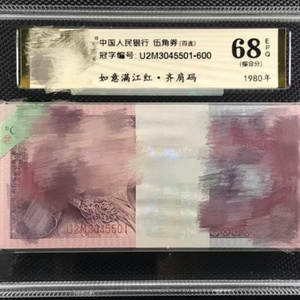 中国人民银行 伍角券(百连)
冠字编号: U2M3045501-600
如意满江红·齐肩码
68 EPQ
(综合分)
1980年
U2M3045501